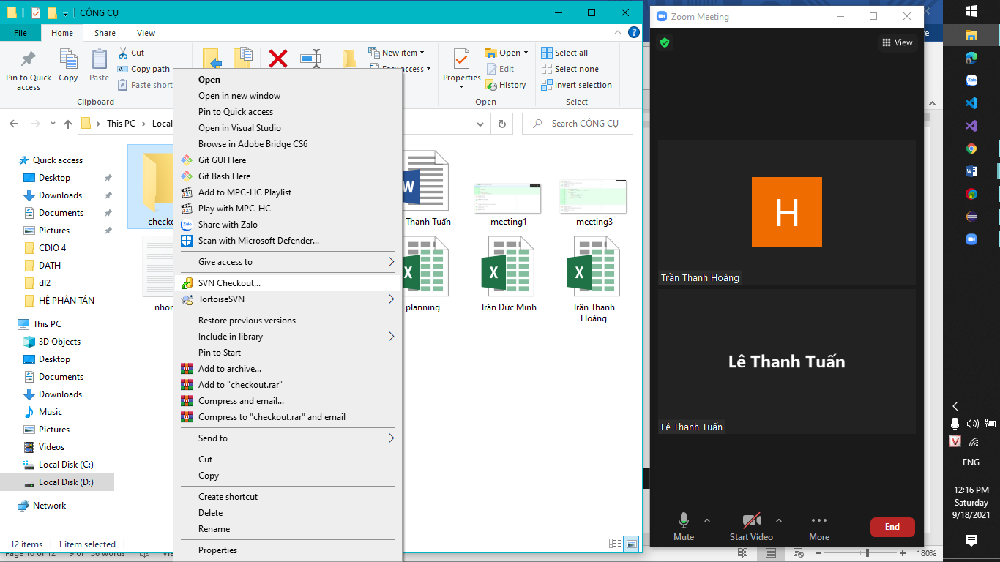 CÔNG CỤ
File
Home
Share
View
Pin to Quick
access
Copy
Paste
Cut
Copy path
Paste short
Clipboard
New item
Easy access
Properties
Open
Edit
History
Open
Select all
Select none
Invert selection
Select
This PC
Local
Search CÔNG CỤ
Quick access
Desktop
Downloads
Documents
Pictures
CDIO 4
DATH
dl2
HỆ PHÂN TÁN
This PC
3D Objects
Desktop
Documents
Downloads
Music
Pictures
Videos
Local Disk (C:)
Local Disk (D:)
Network
Thanh Tuấn
meeting1
meeting3
nhor
planning
Trần Đức Minh
Trần Thanh
Hoàng
Open
Open in new window
Pin to Quick access
Open in Visual Studio
Browse in Adobe Bridge CS6
Git GUI Here
Git Bash Here
Add to MPC-HC Playlist
Play with MPC-HC
Zalo
Share with Zalo
Scan with Microsoft Defender...
Give access to
SVN Checkout...
TortoiseSVN
Restore previous versions
Include in library
Pin to Start
Add to archive...
Add to "checkout.rar"
Compress and email...
Compress to "checkout.rar" and email
Send to
Cut
Copy
Create shortcut
Delete
Rename
Properties
12 items
1 item selected
Page 10 of 12
9 of 156 words
180%
Zoom Meeting
View
H
Trần Thanh Hoàng
Lê Thanh Tuấn
Lê Thanh Tuấn
Mute
Start Video
More
End
Zalo
ENG
12:16 PM
Saturday
9/18/2021